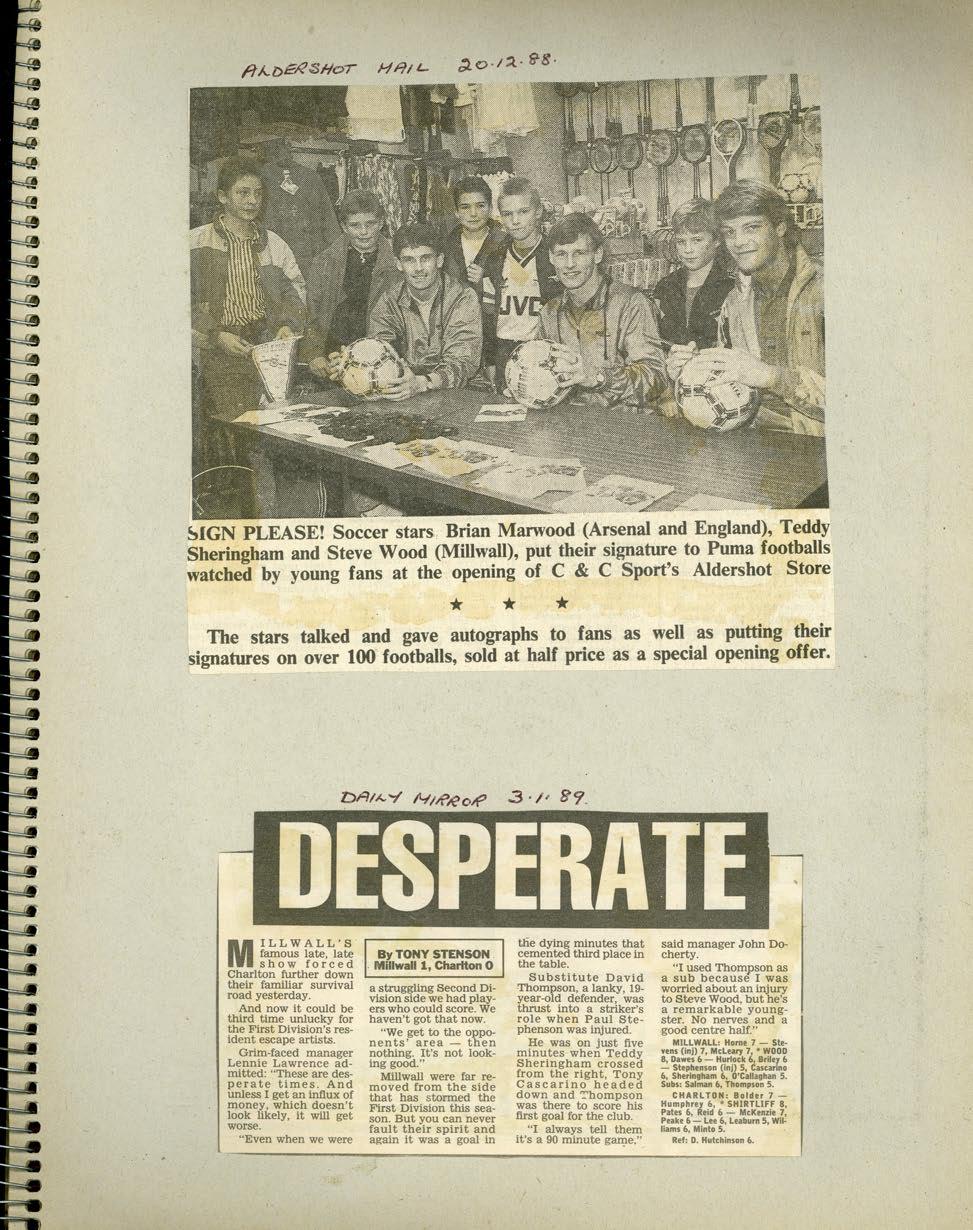 ALDERSHOT MAIL 20.12.88.
JVC
SIGN PLEASE! Soccer stars Brian Marwood (Arsenal and England), Teddy
Sheringham and Steve Wood (Millwall), put their signature to Puma footballs
watched by young fans at the opening of C & C Sport's Aldershot Store
★ ★ ★
The stars talked and gave autographs to fans as well as putting their
signatures on over 100 footballs, sold at half price as a special opening offer.
DAILY MIRROR 3.1.89.
DESPERATE
MILLWALL'S
famous late, late
show forced
Charlton further down
their familiar survival
road yesterday.
And now it could be
third time unlucky for
the First Division's res-
ident escape artists.
Grim-faced manager
Lennie Lawrence ad-
mitted: "These are des-
perate times. And
unless I get an influx of
money, which doesn't
look likely, it will get
worse.
"Even when we were
By TONY STENSON
Millwall 1, Charlton 0
a struggling Second Di-
vision side we had play-
ers who could score. We
haven't got that now.
"We get to the oppo-
nents' area — then
nothing. It's not look-
ing good."
Millwall were far re-
moved from the side
that has stormed the
First Division this sea-
son. But you can never
fault their spirit and
again it was a goal in
the dying minutes that
cemented third place in
the table.
Substitute David
Thompson, a lanky, 19-
year-old defender, was
thrust into a striker's
role when Paul Ste-
phenson was injured.
He was on just five
minutes when Teddy
Sheringham crossed
from the right, Tony
Cascarino headed
down and Thompson
was there to score his
first goal for the club.
"I always tell them
it's a 90 minute game,"
said manager John Do-
cherty.
"I used Thompson as
a sub because I was
worried about an injury
to Steve Wood, but he's
a remarkable young-
ster. No nerves and a
good centre half."
MILLWALL: Horne 7 — Ste-
vens (inj) 7, McLeary 7, * WOOD
8, Dawes 6 — Hurlock 6, Briley 6
— Stephenson (inj) 5, Cascarino
6, Sheringham 6, O'Callaghan 5.
Subs: Salman 6, Thompson 5.
CHARLTON: Bolder 7 —
Humphrey 6, * SHIRTLIFF 8,
Pates 6, Reid 6 — McKenzie 7,
Peake 6 — Lee 6, Leaburn 5, Wil-
liams 6, Minto 5.
Ref: D. Hutchinson 6.